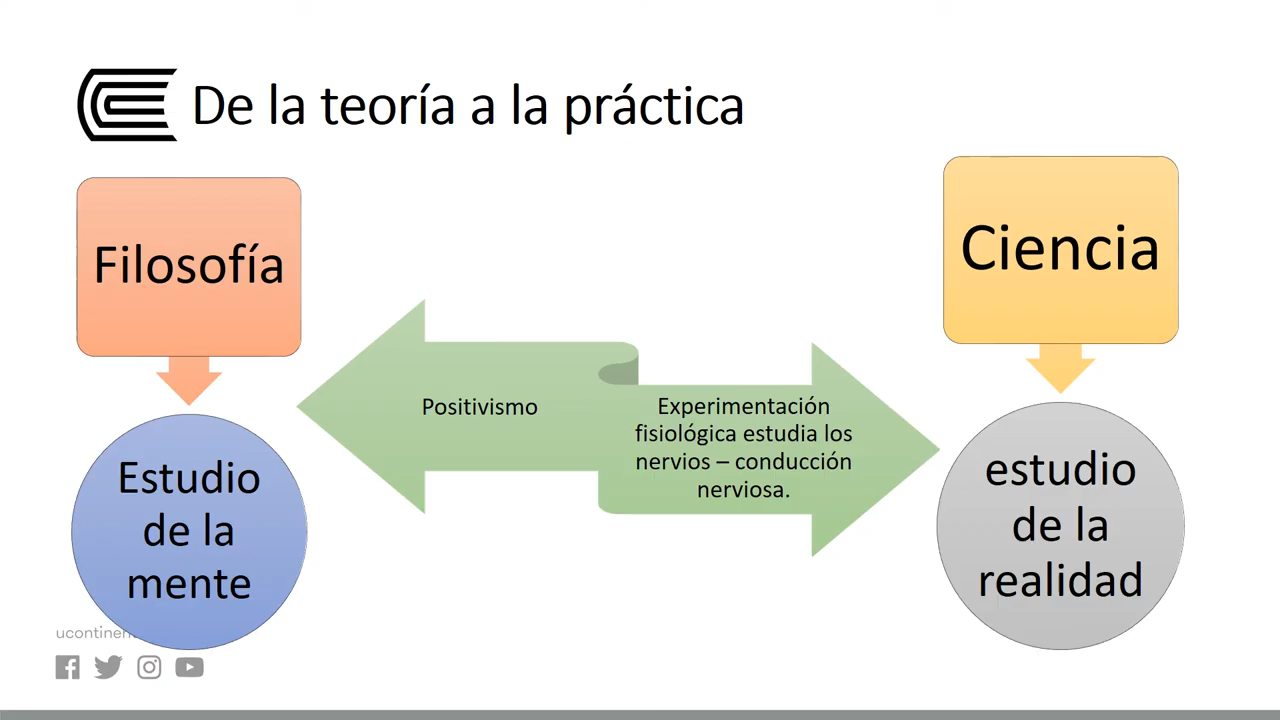 De la teoría a la práctica
Filosofía
Estudio
de la
mente
Positivismo
Experimentación
fisiológica estudia los
nervios – conducción
nerviosa.
Ciencia
estudio
de la
realidad